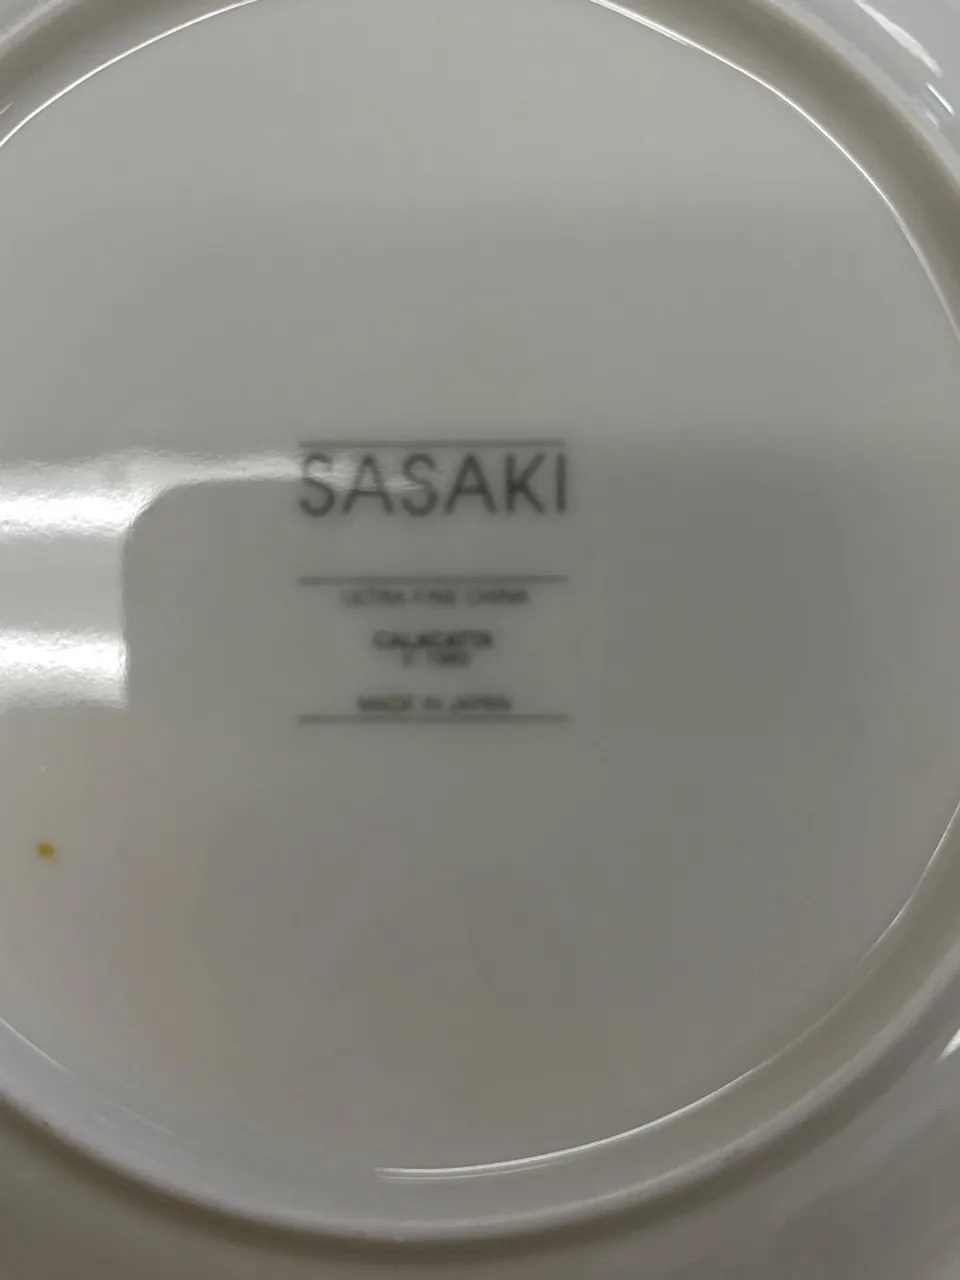 SASAKI
ULTRA FINE CHINA
CALACATTA
MADE IN JAPAN